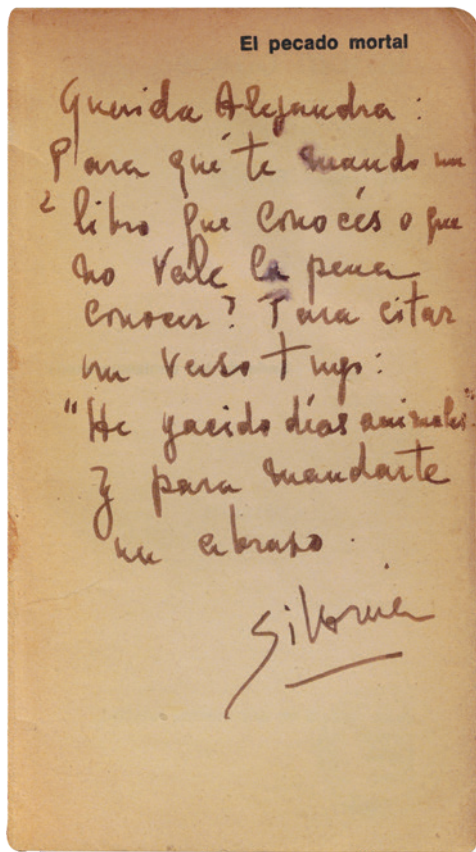 El pecado mortal
Querida Alejandra :
Para qué te mando un
¿ libro que conocés o que
no vale la pena
conocer? Para citar
un verso tuyo :
"He yacido días animales"
y para mandarte
un abrazo .
Silvina